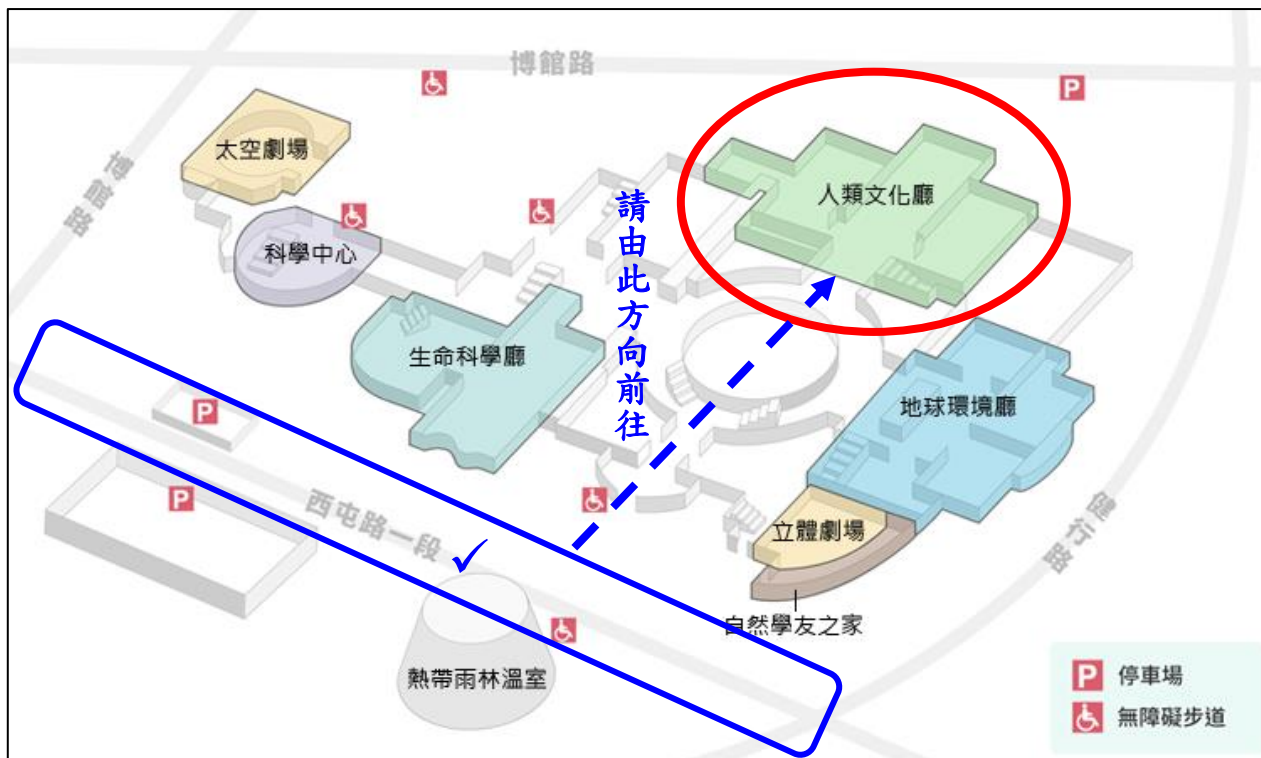 博館路
博館路
太空劇場
人類文化廳
科學中心
請由此方向前往
生命科學廳
地球環境廳
P
P
P
西屯路一段
立體劇場
健行路
自然學友之家
熱帶雨林溫室
P 停車場
無障礙步道